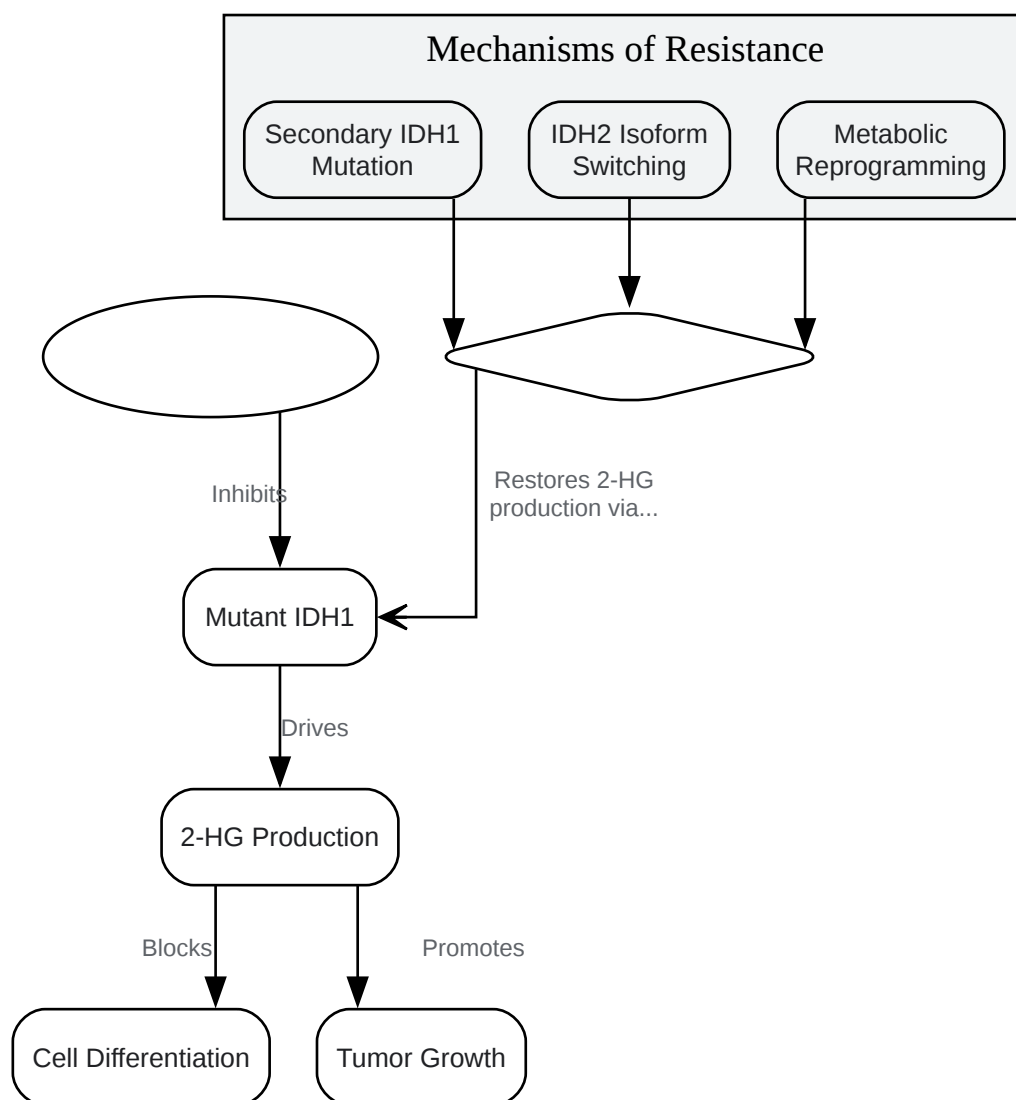 Mechanisms of Resistance
Secondary IDH1
Mutation
IDH2 Isoform
Switching
Metabolic
Reprogramming
Inhibits
Restores 2-HG
production via...
Mutant IDH1
Drives
2-HG Production
Blocks
Promotes
Cell Differentiation
Tumor Growth